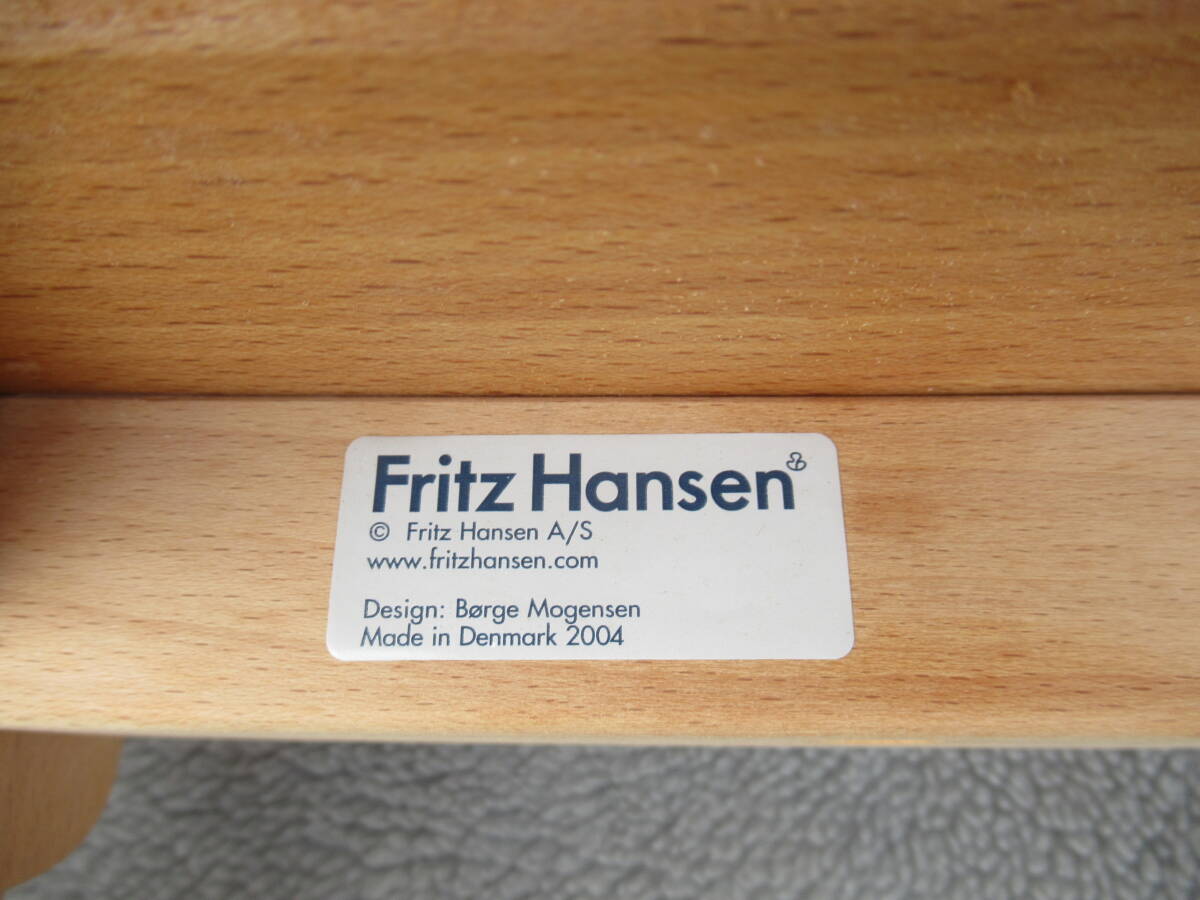 Fritz Hansen
© Fritz Hansen A/S
www.fritzhansen.com
Design: Børge Mogensen
Made in Denmark 2004